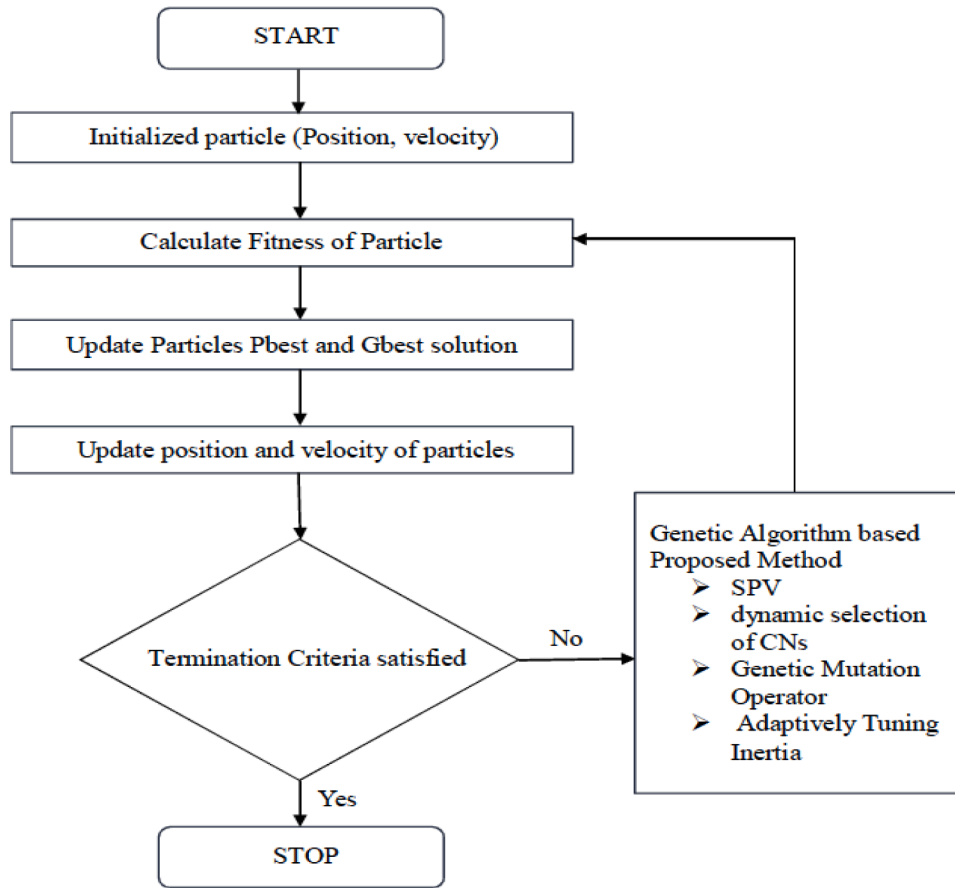 START
Initialized particle (Position, velocity)
Calculate Fitness of Particle
Update Particles Pbest and Gbest solution
Update position and velocity of particles
Termination Criteria satisfied
No
Genetic Algorithm based
Proposed Method
➤ SPV
➤ dynamic selection
of CNs
➤ Genetic Mutation
Operator
➤ Adaptively Tuning
Inertia
Yes
STOP